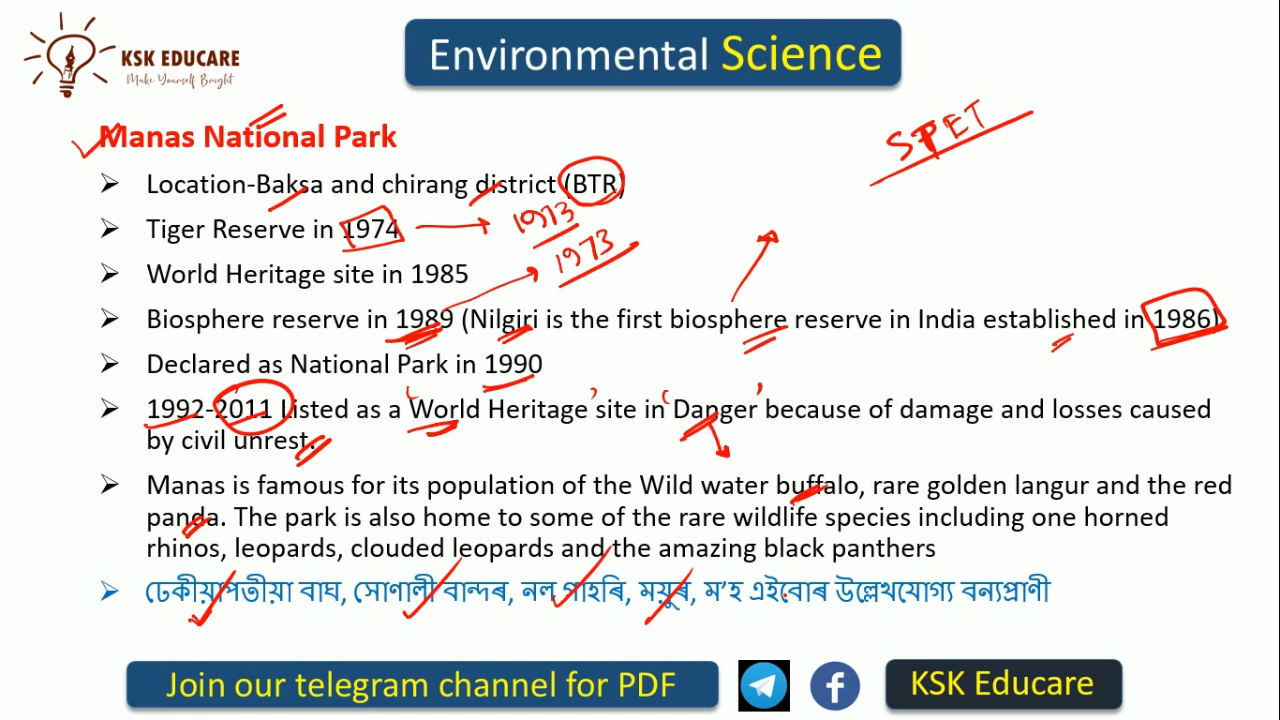 KSK EDUCARE
Make Yourself Bright
Environmental Science
Manas National Park
SPET
➤ Location-Baksa and chirang district (BTR)
➤ Tiger Reserve in 1974 1973
1973
➤ World Heritage site in 1985
➤ Biosphere reserve in 1989 (Nilgiri is the first biosphere reserve in India established in 1986)
➤ Declared as National Park in 1990
➤ 1992-2011 Listed as a ‘World Heritage’ site in ‘Danger’ because of damage and losses caused
by civil unrest.
➤ Manas is famous for its population of the Wild water buffalo, rare golden langur and the red
panda. The park is also home to some of the rare wildlife species including one horned
rhinos, leopards, clouded leopards and the amazing black panthers
➤ ঢেকীয়াপতীয়া বাঘ, সোণালী বান্দৰ, নল গাহৰি, ময়ুৰ, ম’হ এইবোৰ উল্লেখযোগ্য বন্যপ্ৰাণী
Join our telegram channel for PDF
KSK Educare